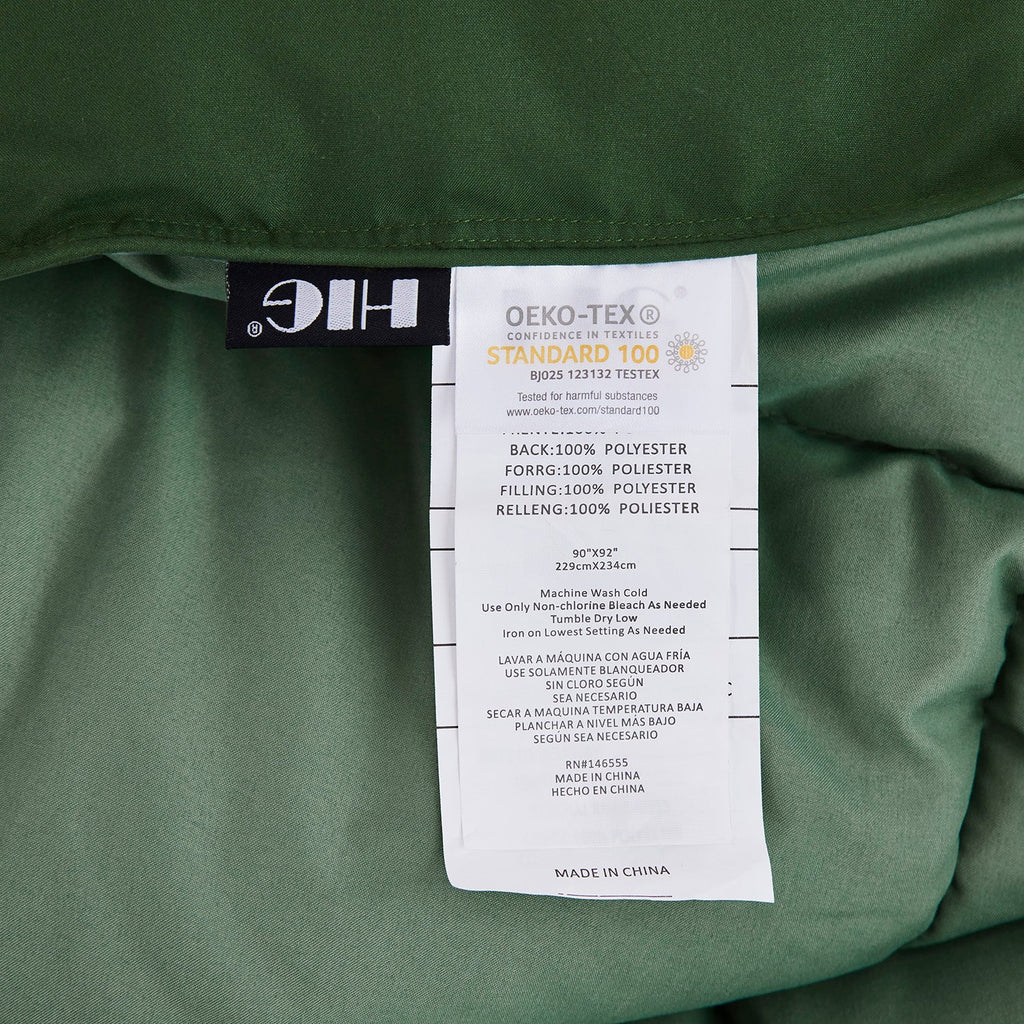 HIC®
OEKO-TEX®
CONFIDENCE IN TEXTILES
STANDARD 100
BJ025 123132 TESTEX
Tested for harmful substances
www.oeko-tex.com/standard100
BACK:100% POLYESTER
FORRG:100% POLIESTER
FILLING:100% POLYESTER
RELLENG:100% POLIESTER
90"X92"
229cmX234cm
Machine Wash Cold
Use Only Non-chlorine Bleach As Needed
Tumble Dry Low
Iron on Lowest Setting As Needed
LAVAR A MÁQUINA CON AGUA FRÍA
USE SOLAMENTE BLANQUEADOR
SIN CLORO SEGÚN
SEA NECESARIO
SECAR A MAQUINA TEMPERATURA BAJA
PLANCHAR A NIVEL MÁS BAJO
SEGÚN SEA NECESARIO
RN#146555
MADE IN CHINA
HECHO EN CHINA
MADE IN CHINA